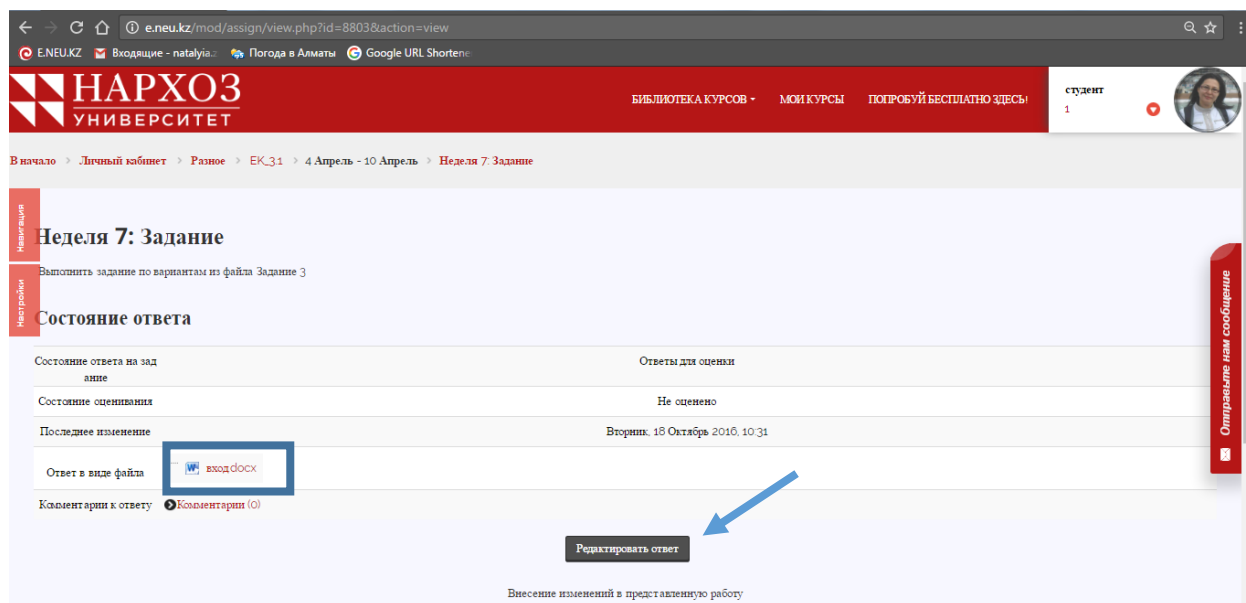 e.neu.kz/mod/assign/view.php?id=8803&action=view
E.NEU.KZ Входящие - natalyia.z Погода в Алматы Google URL Shortene
НАРХОЗ
УНИВЕРСИТЕТ
БИБЛИОТЕКА КУРСОВ МОИ КУРСЫ ПОПРОБУЙ БЕСПЛАТНО ЗДЕСЬ!
студент
1
В начало > Личный кабинет > Разное > EK_3.1 > 4 Апрель - 10 Апрель > Неделя 7: Задание
Навигация
Настройки
Неделя 7: Задание
Выполнить задание по вариантам из файла Задание 3
Состояние ответа
Состояние ответа на зад
ание
Ответы для оценки
Состояние оценивания Не оценено
Последнее изменение Вторник, 18 Октябрь 2016, 10:31
Ответ в виде файла вход.docx
Комментарии к ответу Комментарии (0)
Редактировать ответ
Внесение изменений в представленную работу
Отправьте нам сообщение